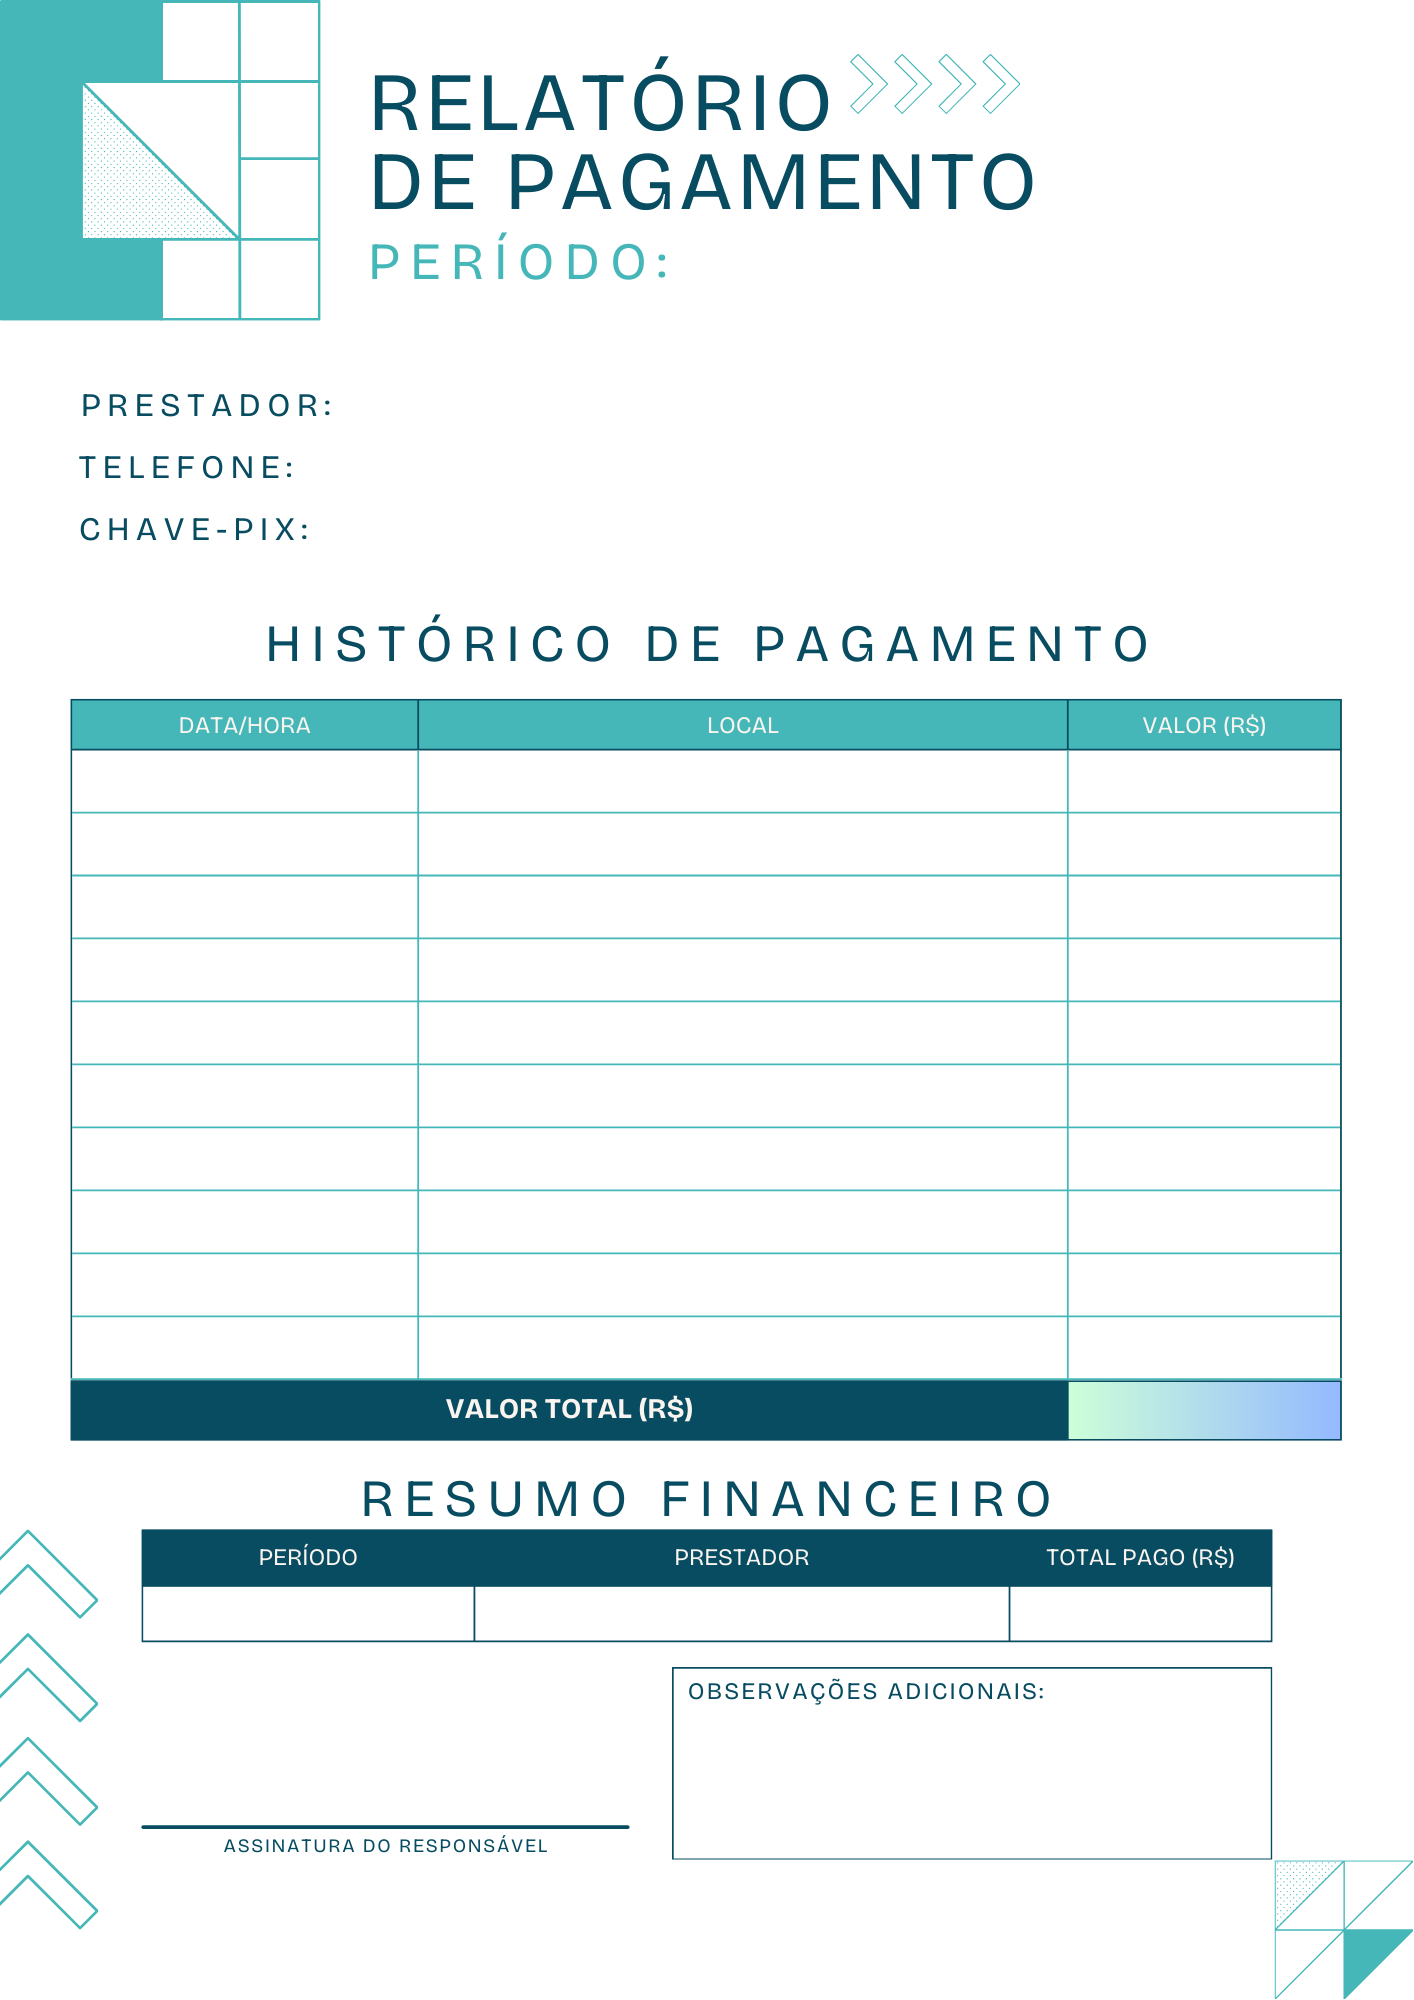 RELATÓRIO
DE PAGAMENTO
PERÍODO:
PRESTADOR:
TELEFONE:
CHAVE-PIX:
HISTÓRICO DE PAGAMENTO
DATA/HORA LOCAL VALOR (R$)
VALOR TOTAL (R$)
RESUMO FINANCEIRO
PERÍODO PRESTADOR TOTAL PAGO (R$)
OBSERVAÇÕES ADICIONAIS:
ASSINATURA DO RESPONSÁVEL